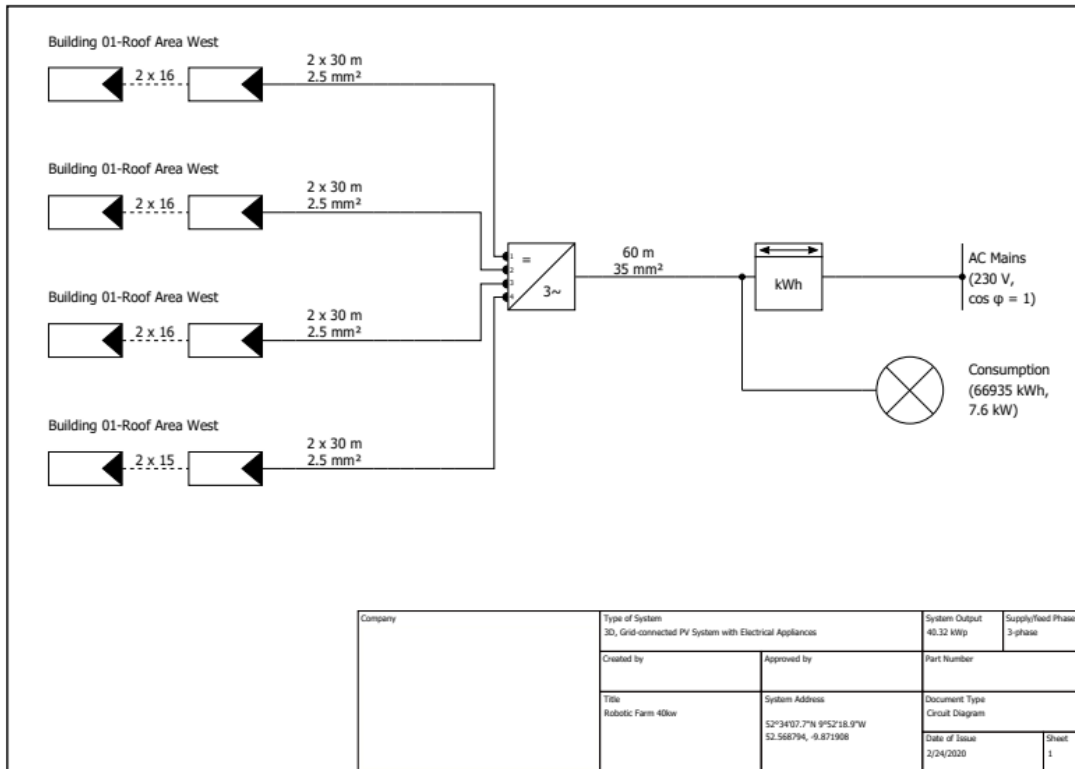 Building 01-Roof Area West
2 x 16
2 x 30 m
2.5 mm²
Building 01-Roof Area West
2 x 16
2 x 30 m
2.5 mm²
Building 01-Roof Area West
2 x 16
2 x 30 m
2.5 mm²
Building 01-Roof Area West
2 x 15
2 x 30 m
2.5 mm²
1
2
3
4
=
3~
60 m
35 mm²
kWh
AC Mains
(230 V,
cos φ = 1)
Consumption
(66935 kWh,
7.6 kW)
Company
Type of System
3D, Grid-connected PV System with Electrical Appliances
System Output
40.32 kWp
Supply/feed Phase
3-phase
Created by
Approved by
Part Number
Title
Robotic Farm 40kw
System Address
52°34'07.7"N 9°52'18.9"W
52.568794, -9.871908
Document Type
Circuit Diagram
Date of Issue
2/24/2020
Sheet
1